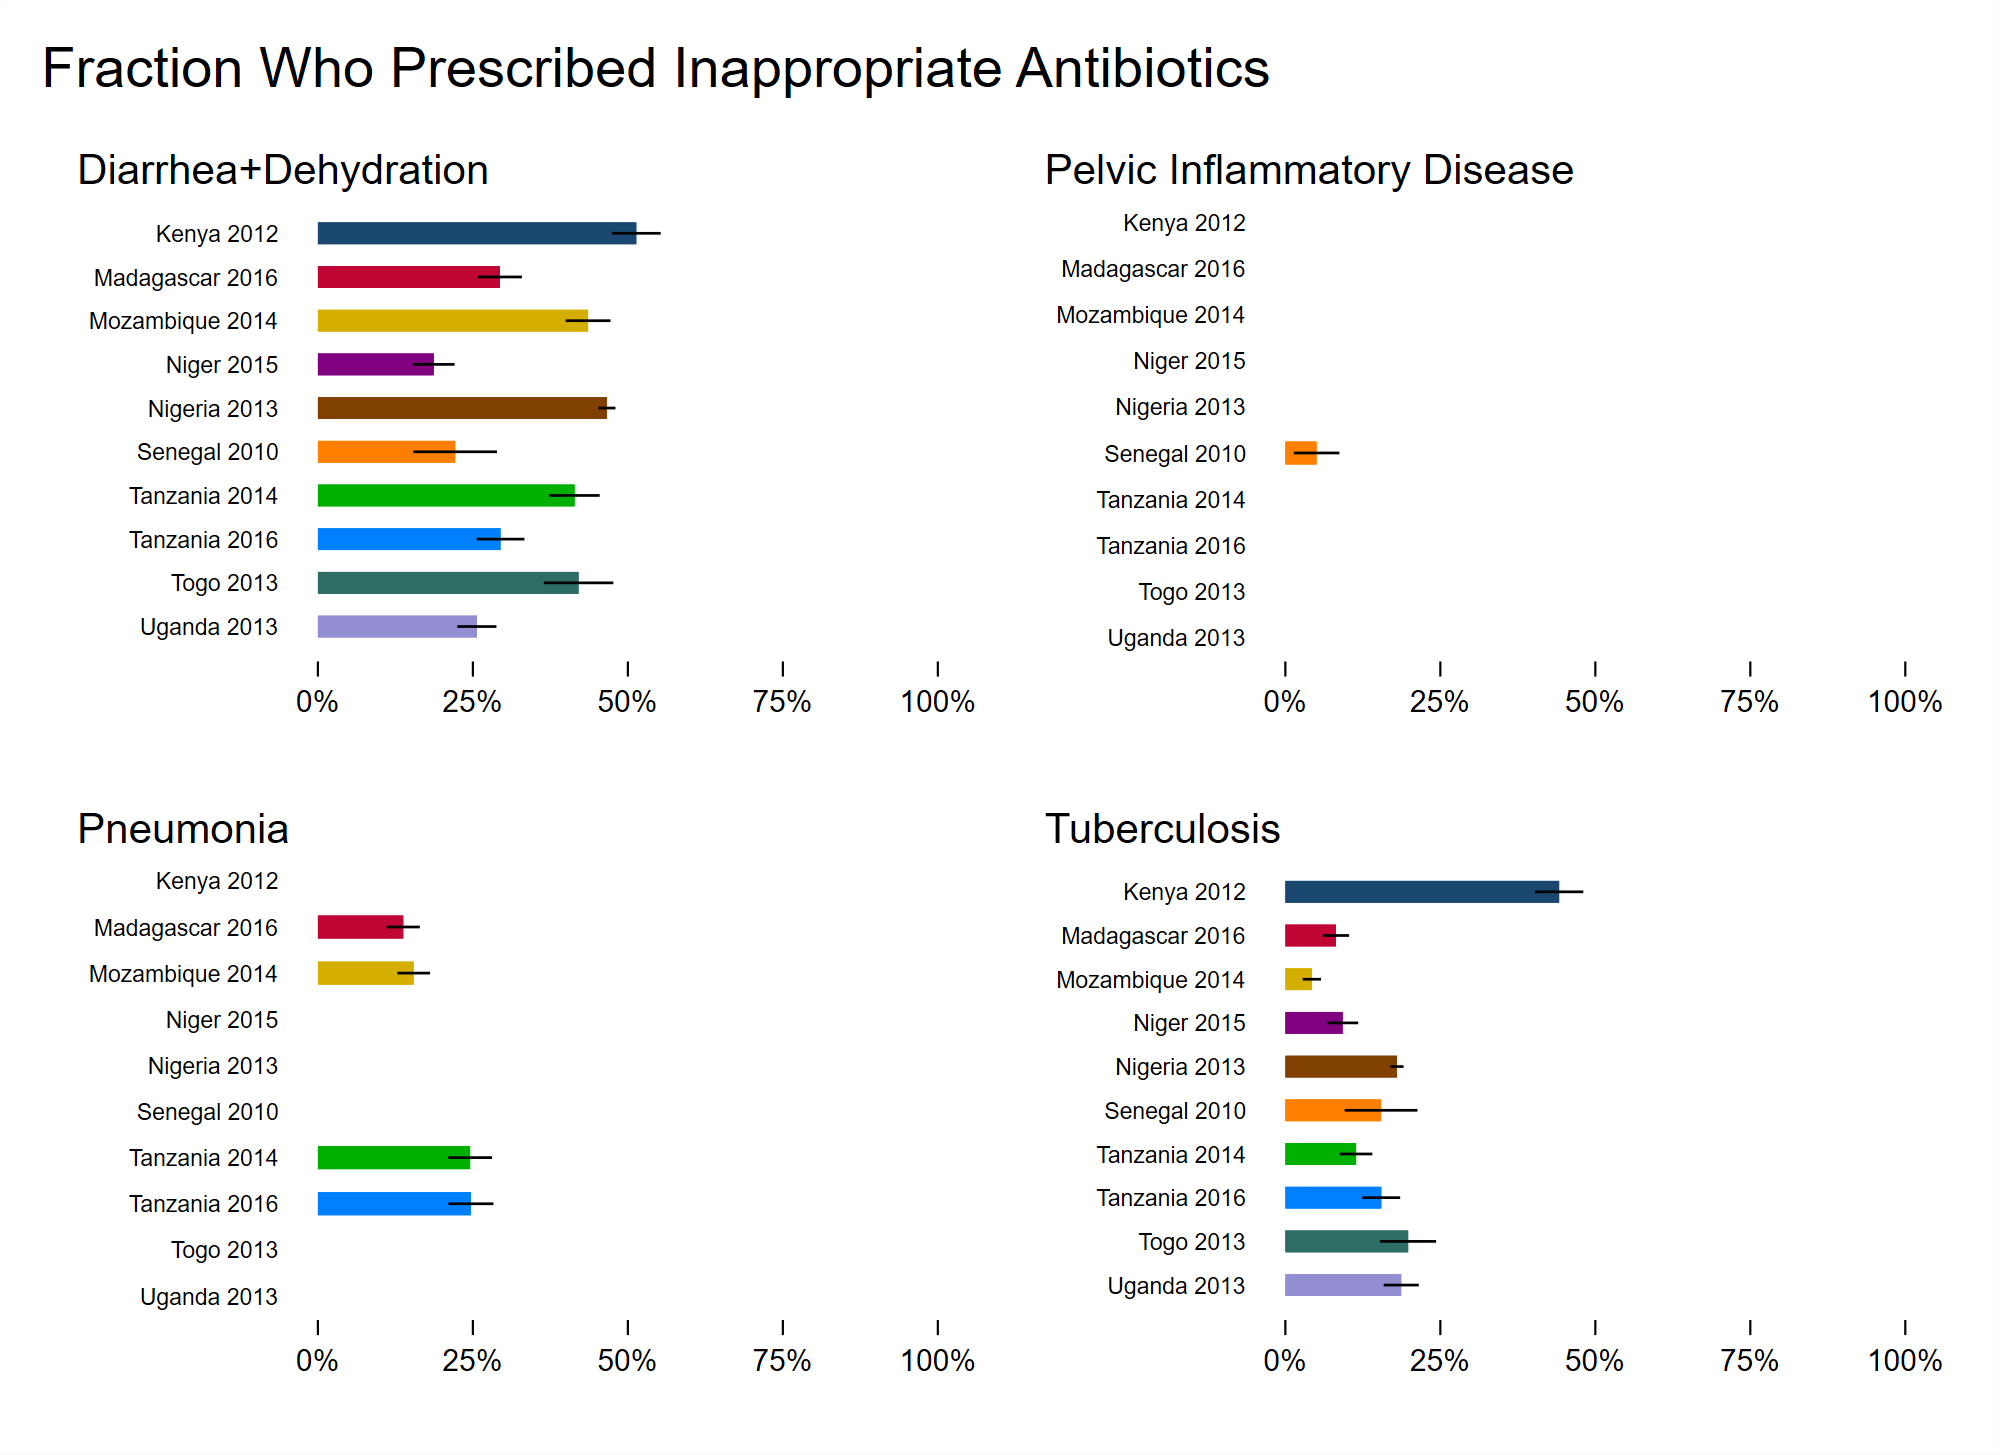 Fraction Who Prescribed Inappropriate Antibiotics
Diarrhea+Dehydration
Kenya 2012
Madagascar 2016
Mozambique 2014
Niger 2015
Nigeria 2013
Senegal 2010
Tanzania 2014
Tanzania 2016
Togo 2013
Uganda 2013
0% 25% 50% 75% 100%
Pelvic Inflammatory Disease
Kenya 2012
Madagascar 2016
Mozambique 2014
Niger 2015
Nigeria 2013
Senegal 2010
Tanzania 2014
Tanzania 2016
Togo 2013
Uganda 2013
0% 25% 50% 75% 100%
Pneumonia
Kenya 2012
Madagascar 2016
Mozambique 2014
Niger 2015
Nigeria 2013
Senegal 2010
Tanzania 2014
Tanzania 2016
Togo 2013
Uganda 2013
0% 25% 50% 75% 100%
Tuberculosis
Kenya 2012
Madagascar 2016
Mozambique 2014
Niger 2015
Nigeria 2013
Senegal 2010
Tanzania 2014
Tanzania 2016
Togo 2013
Uganda 2013
0% 25% 50% 75% 100%